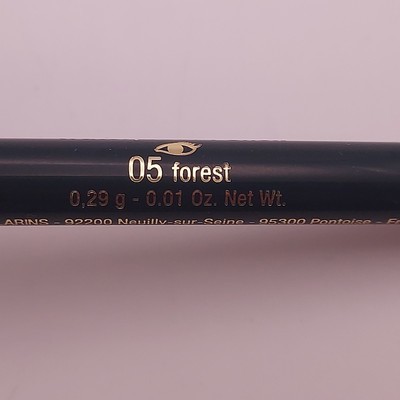 05 forest
0,29 g - 0.01 Oz. Net Wt.
ARINS - 92200 Neuilly-sur-Seine - 95300 Pontoise - F